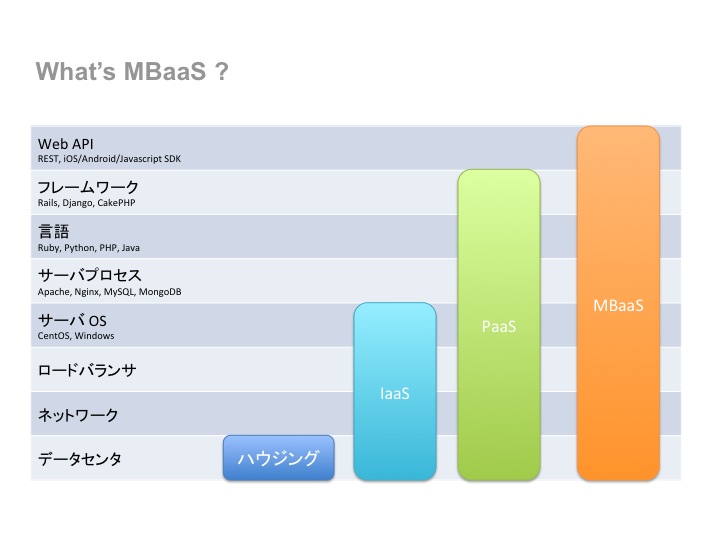 What's MBaaS ?
Web API
REST, iOS/Android/Javascript SDK
フレームワーク
Rails, Django, CakePHP
言語
Ruby, Python, PHP, Java
サーバプロセス
Apache, Nginx, MySQL, MongoDB
サーバ OS
CentOS, Windows
ロードバランサ
ネットワーク
データセンタ
ハウジング
IaaS
PaaS
MBaaS